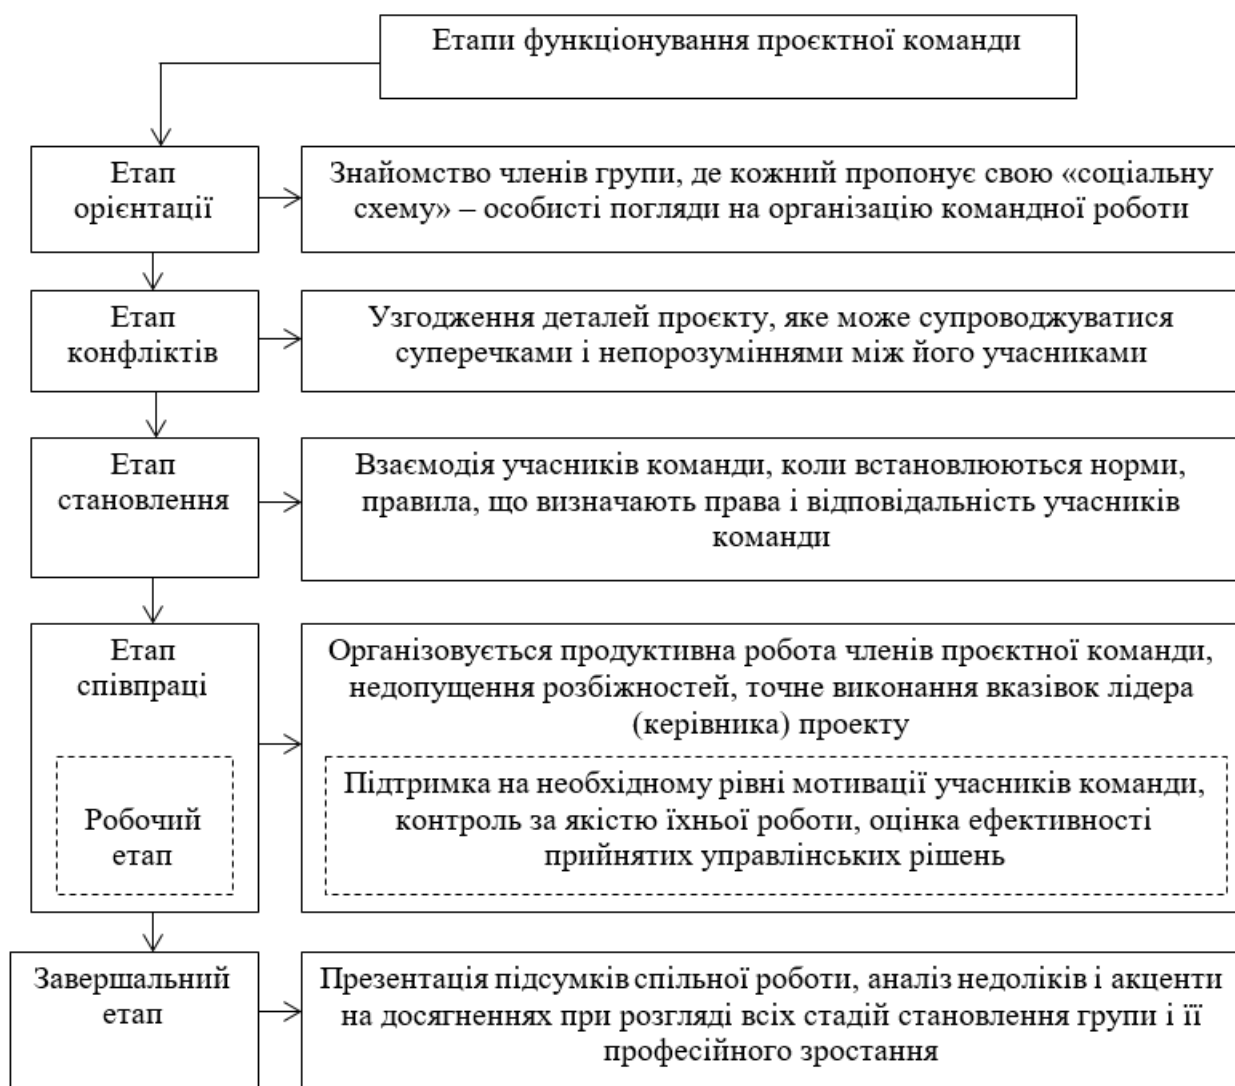 Етапи функціонування проєктної команди
Етап
орієнтації
Знайомство членів групи, де кожний пропонує свою «соціальну
схему» – особисті погляди на організацію командної роботи
Етап
конфліктів
Узгодження деталей проєкту, яке може супроводжуватися
суперечками і непорозуміннями між його учасниками
Етап
становлення
Взаємодія учасників команди, коли встановлюються норми,
правила, що визначають права і відповідальність учасників
команди
Етап
співпраці
Організовується продуктивна робота членів проєктної команди,
недопущення розбіжностей, точне виконання вказівок лідера
(керівника) проекту
Робочий
етап
Підтримка на необхідному рівні мотивації учасників команди,
контроль за якістю їхньої роботи, оцінка ефективності
прийнятих управлінських рішень
Завершальний
етап
Презентація підсумків спільної роботи, аналіз недоліків і акценти
на досягненнях при розгляді всіх стадій становлення групи і її
професійного зростання